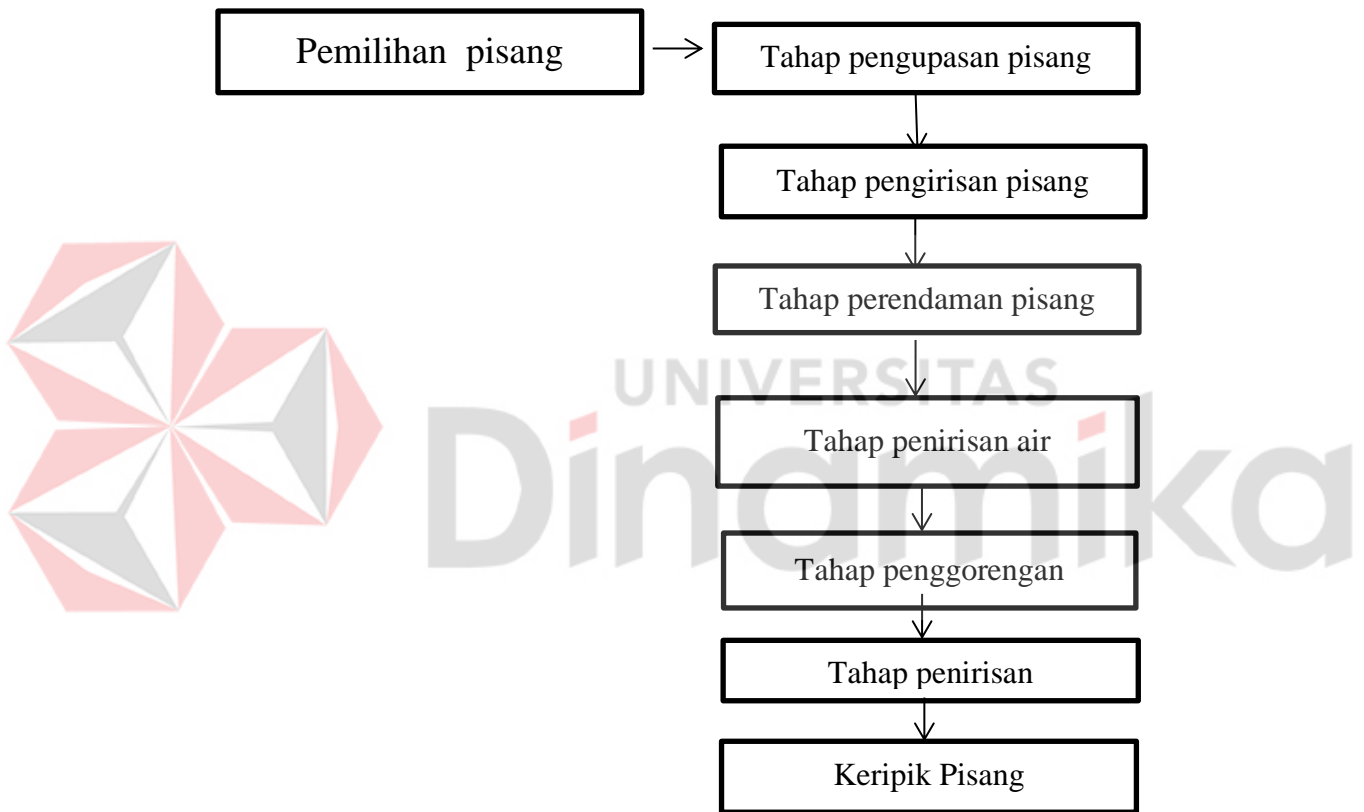 Pemilihan pisang
Tahap pengupasan pisang
Tahap pengirisan pisang
Tahap perendaman pisang
UNIVERSITAS
Dinamika
Tahap penirisan air
Tahap penggorengan
Tahap penirisan
Keripik Pisang